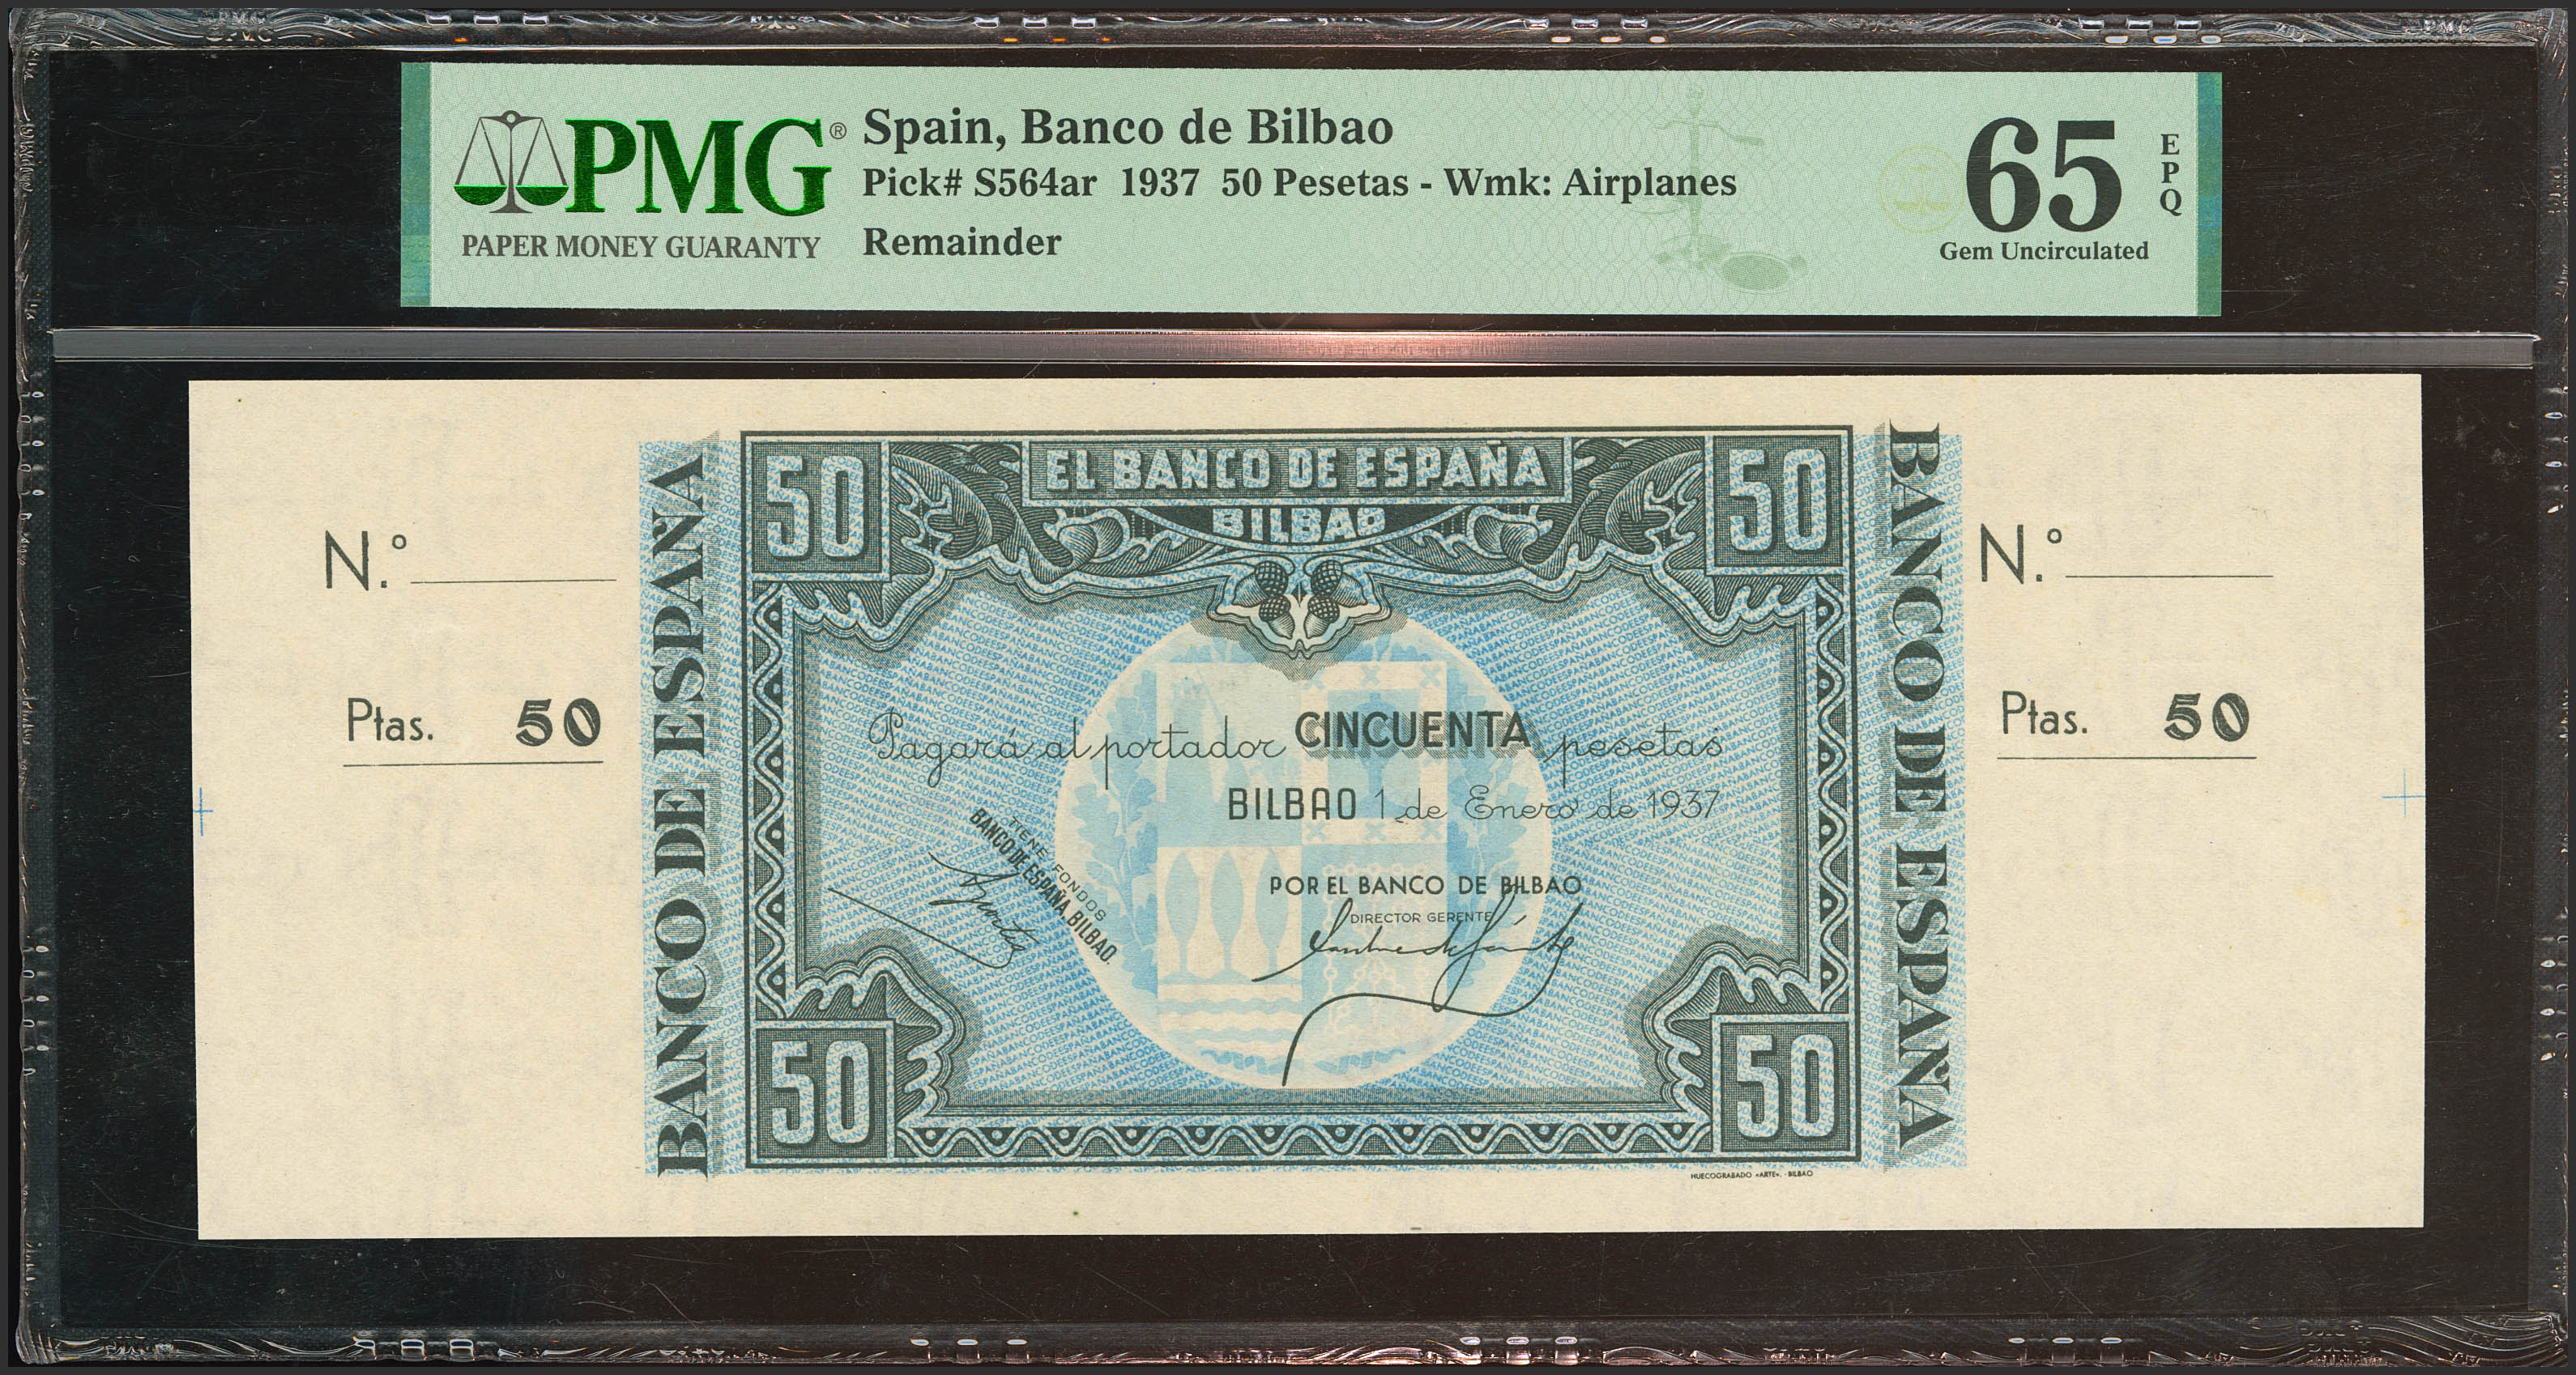 PMG®
PAPER MONEY GUARANTY
Spain, Banco de Bilbao
Pick# S564ar 1937 50 Pesetas - Wmk: Airplanes
Remainder
65
EPQ
Gem Uncirculated
N.º
Ptas. 50
BANCO DE ESPAÑA
50
EL BANCO DE ESPAÑA
BILBAO
50
Pagará al portador CINCUENTA pesetas
BILBAO 1 de Enero de 1937
TIENE FONDOS
BANCO DE ESPAÑA, BILBAO.
POR EL BANCO DE BILBAO
DIRECTOR GERENTE
50
50
HUECOGRABADO «ARTE». - BILBAO
BANCO DE ESPAÑA
N.º
Ptas. 50